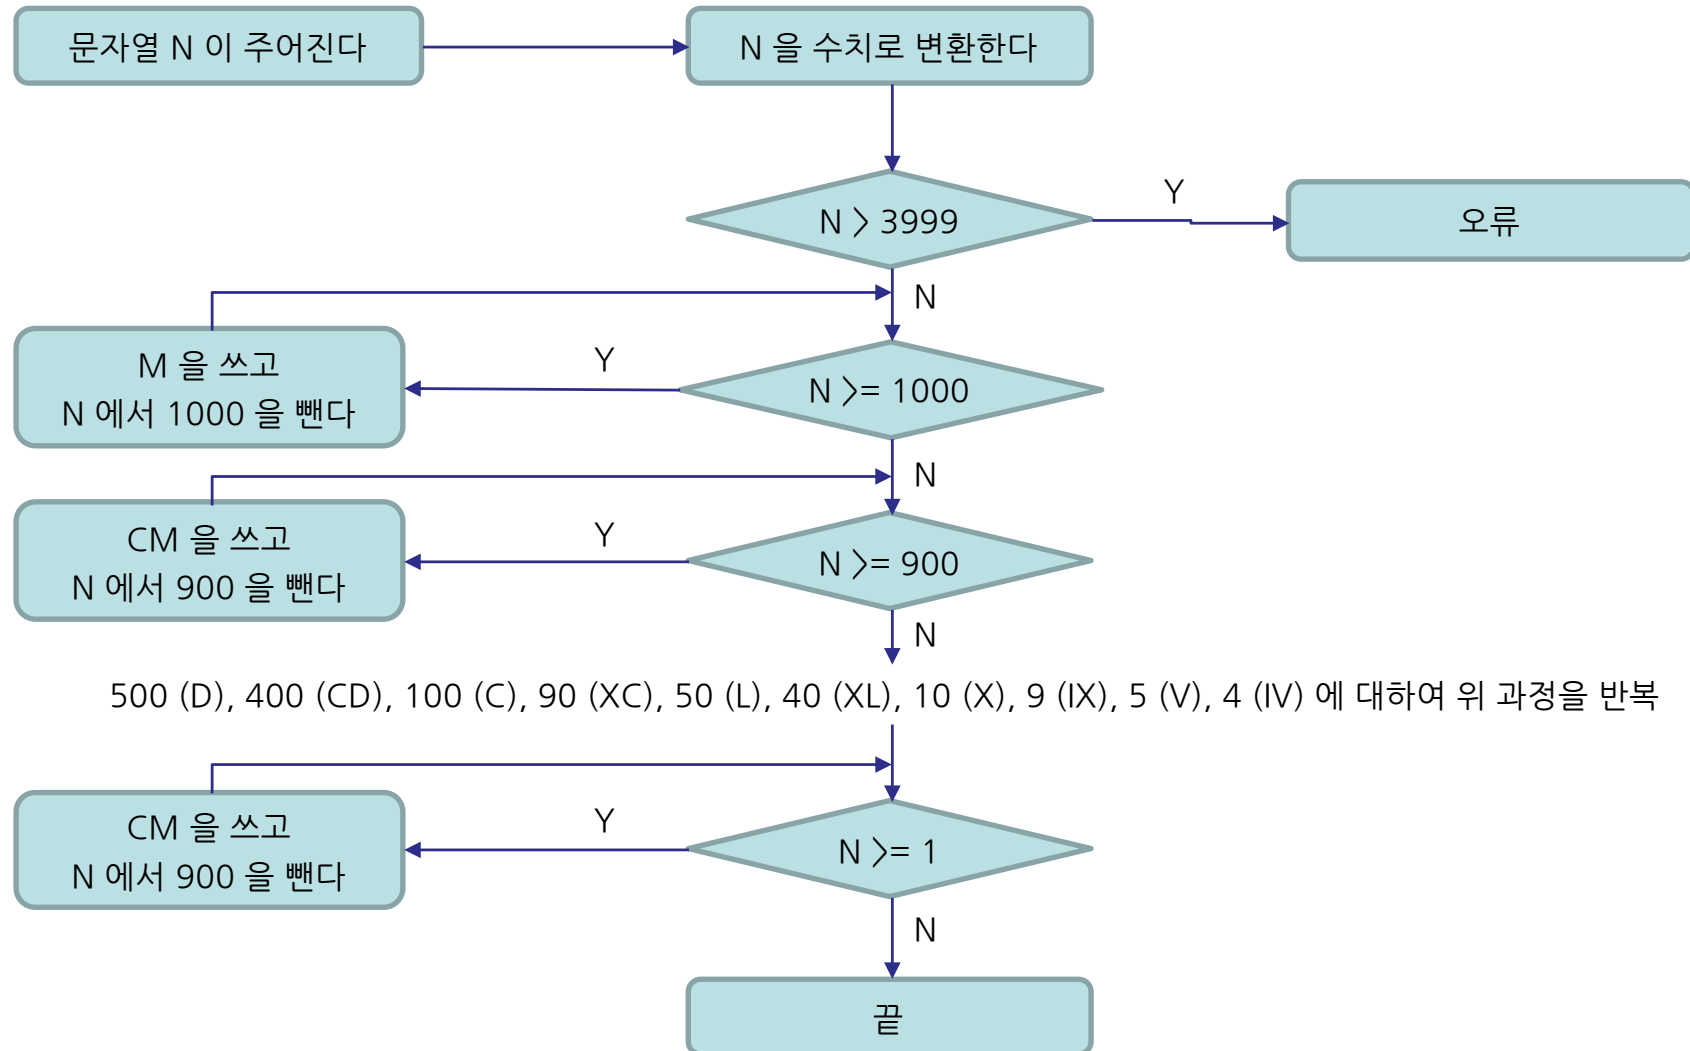 문자열 N 이 주어진다
N 을 수치로 변환한다
N > 3999
Y
오류
N
M 을 쓰고
N 에서 1000 을 뺀다
Y
N >= 1000
N
CM 을 쓰고
N 에서 900 을 뺀다
Y
N >= 900
N
500 (D), 400 (CD), 100 (C), 90 (XC), 50 (L), 40 (XL), 10 (X), 9 (IX), 5 (V), 4 (IV) 에 대하여 위 과정을 반복
CM 을 쓰고
N 에서 900 을 뺀다
Y
N >= 1
N
끝